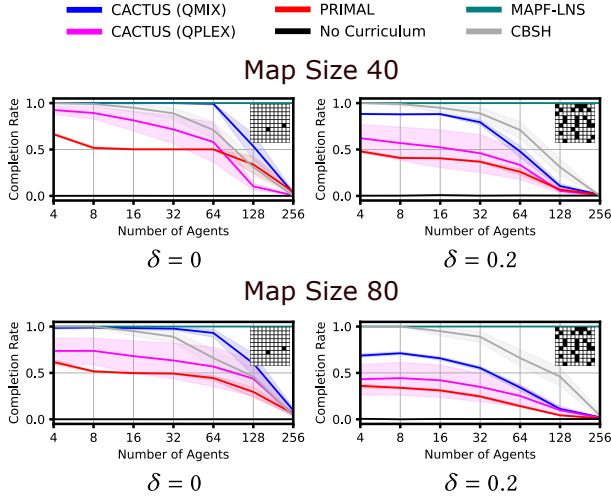 CACTUS (QMIX) PRIMAL MAPF-LNS
CACTUS (QPLEX) No Curriculum CBSH
Map Size 40
1.0 1.0
Completion Rate Completion Rate
0.5 0.5
0.0 0.0
4 8 16 32 64 128 256 4 8 16 32 64 128 256
Number of Agents Number of Agents
δ = 0 δ = 0.2
Map Size 80
1.0 1.0
Completion Rate Completion Rate
0.5 0.5
0.0 0.0
4 8 16 32 64 128 256 4 8 16 32 64 128 256
Number of Agents Number of Agents
δ = 0 δ = 0.2